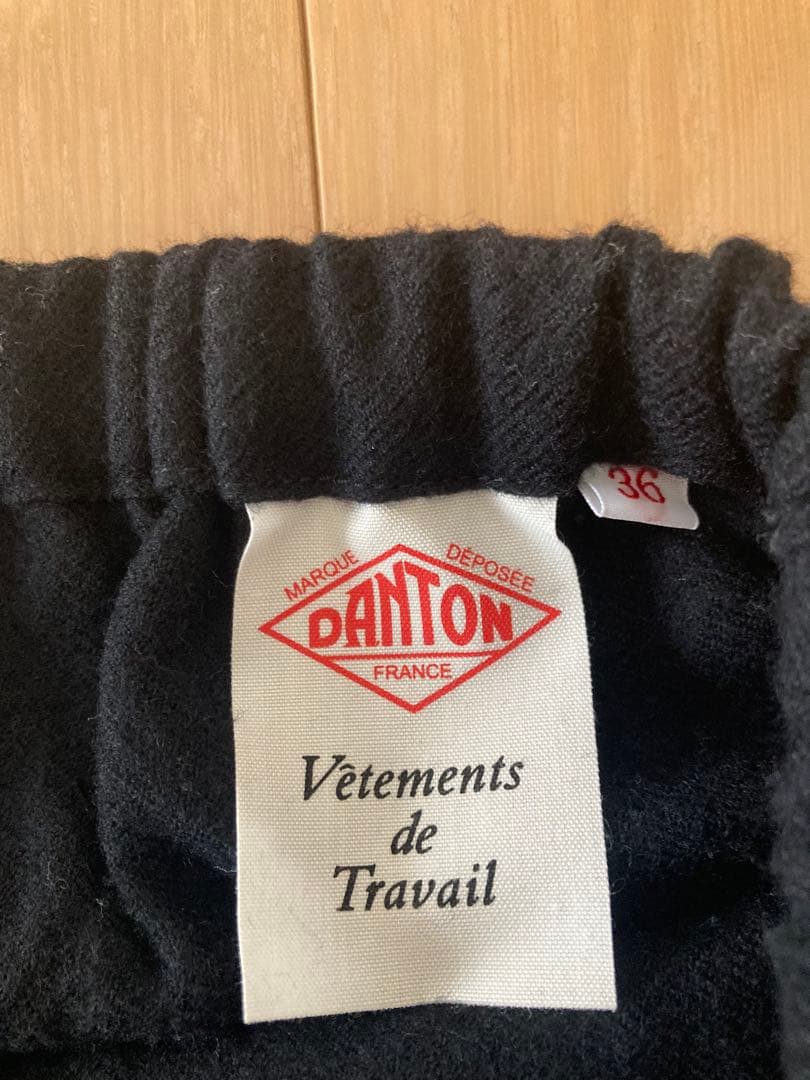 36
MARQUE DÉPOSÉE
DANTON
FRANCE
Vêtements
de
Travail